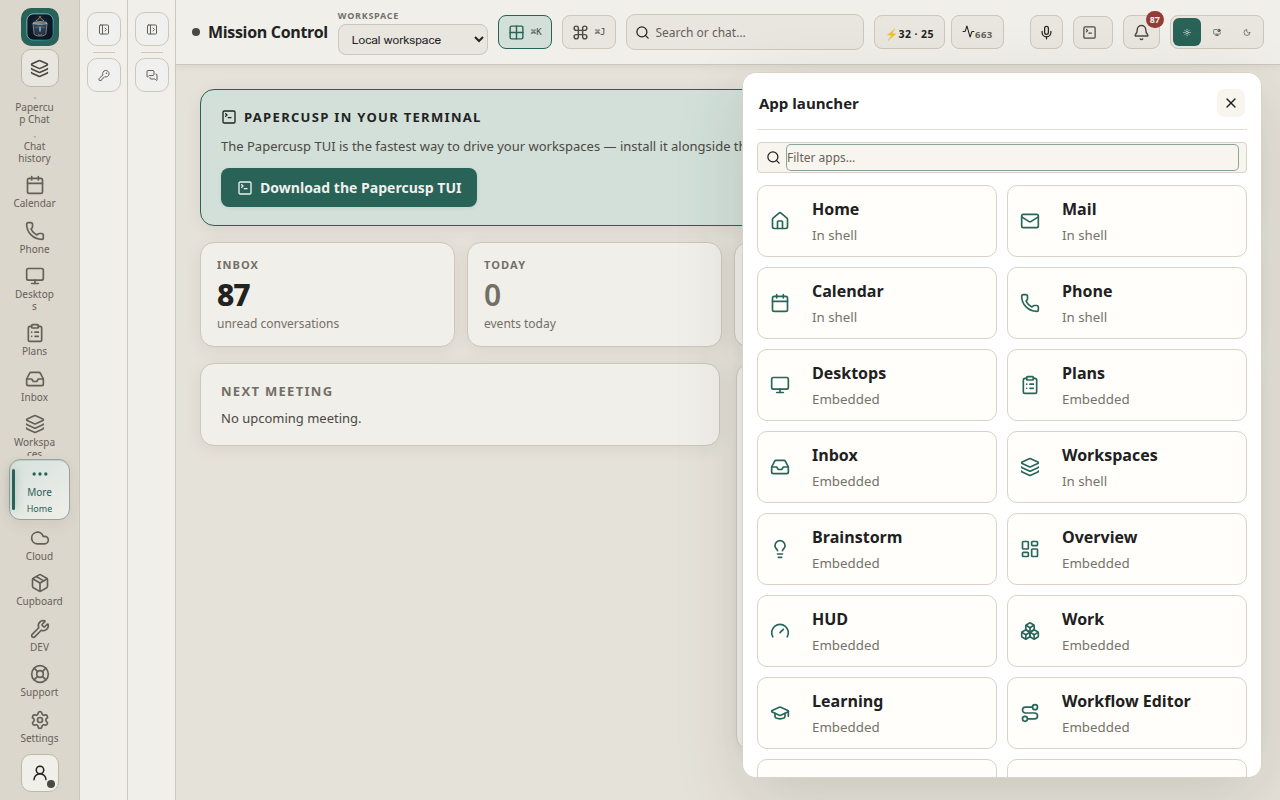 Papercu
p Chat
Chat
history
Calendar
Phone
Desktop
s
Plans
Inbox
Workspa
ces
More
Home
Cloud
Cupboard
DEV
Support
Settings
Mission Control
WORKSPACE
Local workspace
⌘K
⌘J
Search or chat...
⚡32 · 25
663
87
PAPERCUSP IN YOUR TERMINAL
The Papercusp TUI is the fastest way to drive your workspaces — install it alongside
Download the Papercusp TUI
INBOX
87
unread conversations
TODAY
0
events today
NEXT MEETING
No upcoming meeting.
App launcher
Filter apps...
Home
In shell
Mail
In shell
Calendar
In shell
Phone
In shell
Desktops
Embedded
Plans
Embedded
Inbox
Embedded
Workspaces
In shell
Brainstorm
Embedded
Overview
Embedded
HUD
Embedded
Work
Embedded
Learning
Embedded
Workflow Editor
Embedded